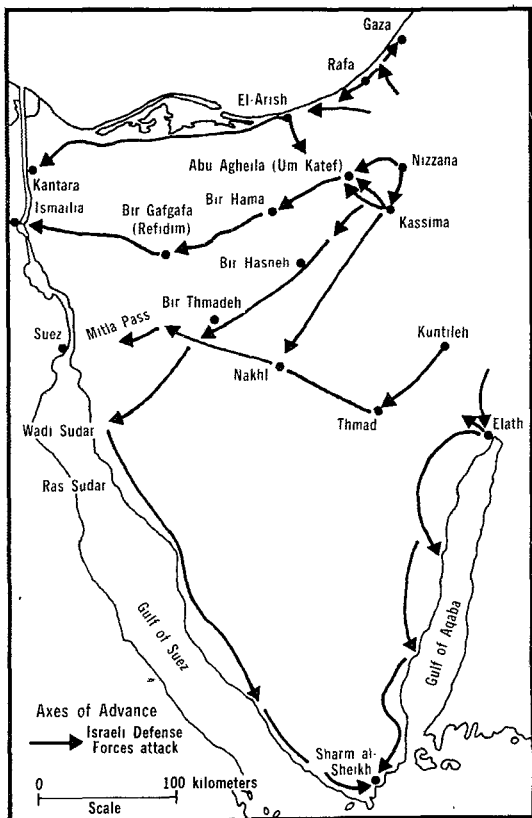 Gaza
Rafa
El-Arish
Abu Agheila (Um Katef)
Nizzana
Kantara
Ismailia
Bir Hama
Bir Gafgafa
(Refidim)
Kassima
Bir Hasneh
Bir Thmadeh
Suez
Mitla Pass
Kuntileh
Nakhl
Thmad
Elath
Wadi Sudar
Ras Sudar
Gulf of Suez
Gulf of Aqaba
Axes of Advance
Israeli Defense
Forces attack
Sharm al-
Sheikh
0 100 kilometers
Scale